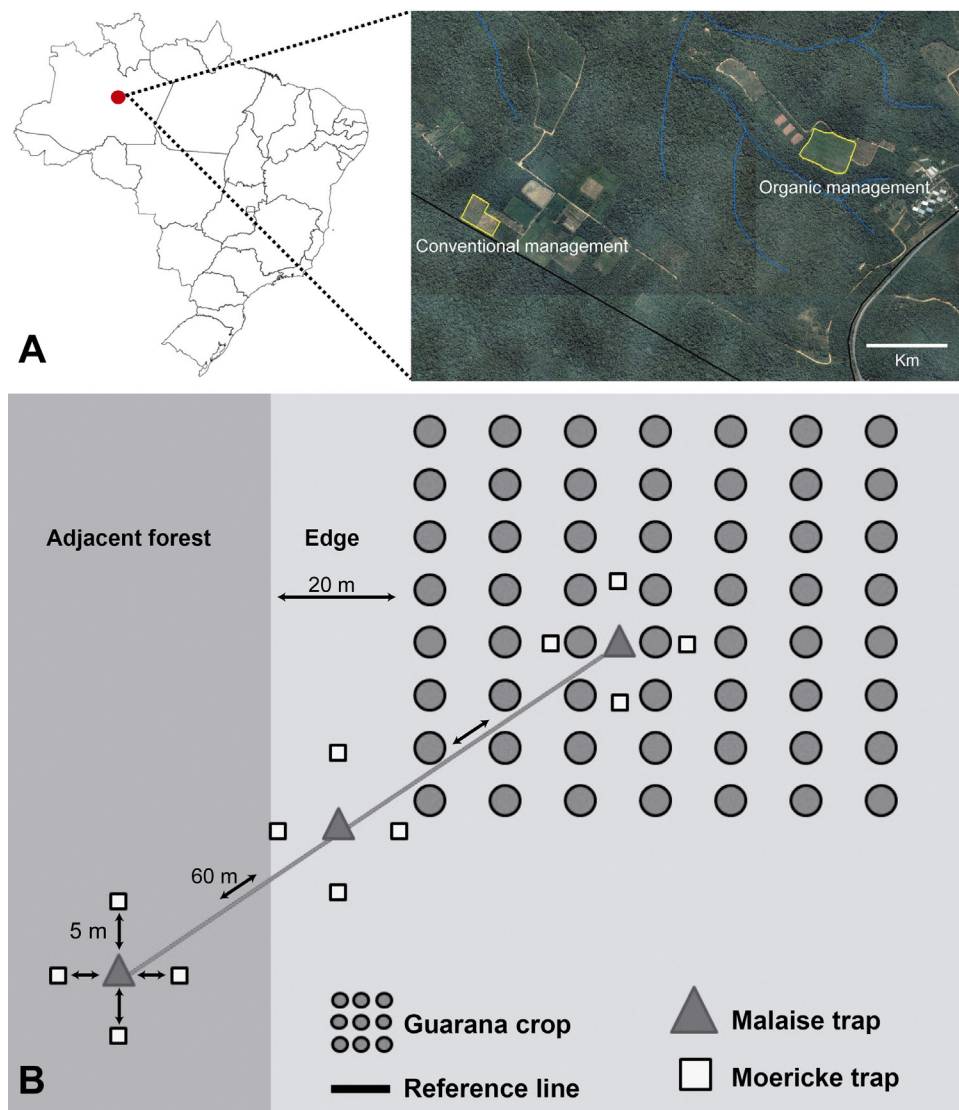 A
Organic management
Conventional management
Km
Adjacent forest
Edge
20 m
60 m
5 m
Guarana crop
Malaise trap
Reference line
Moericke trap
B